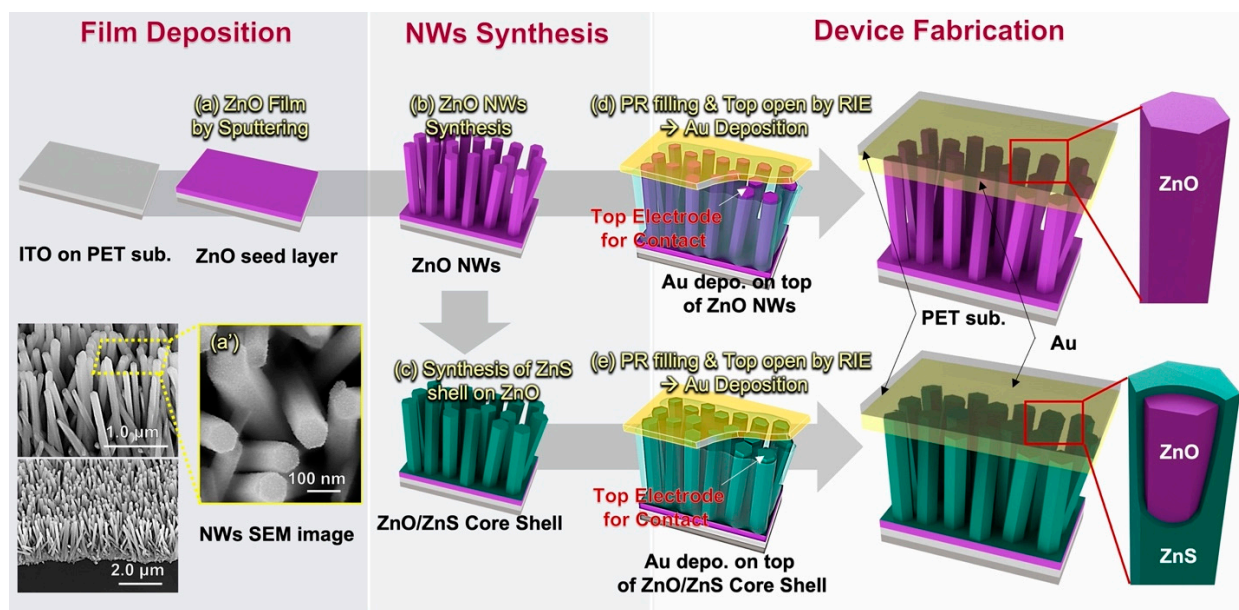 Film Deposition
NWs Synthesis
Device Fabrication
(a) ZnO Film
by Sputtering
ITO on PET sub.
ZnO seed layer
(b) ZnO NWs
Synthesis
ZnO NWs
(d) PR filling & Top open by RIE
→ Au Deposition
Top Electrode
for Contact
Au depo. on top
of ZnO NWs
ZnO
PET sub.
Au
(a')
1.0 µm
100 nm
2.0 µm
NWs SEM image
(c) Synthesis of ZnS
shell on ZnO
ZnO/ZnS Core Shell
(e) PR filling & Top open by RIE
→ Au Deposition
Top Electrode
for Contact
Au depo. on top
of ZnO/ZnS Core Shell
ZnO
ZnS